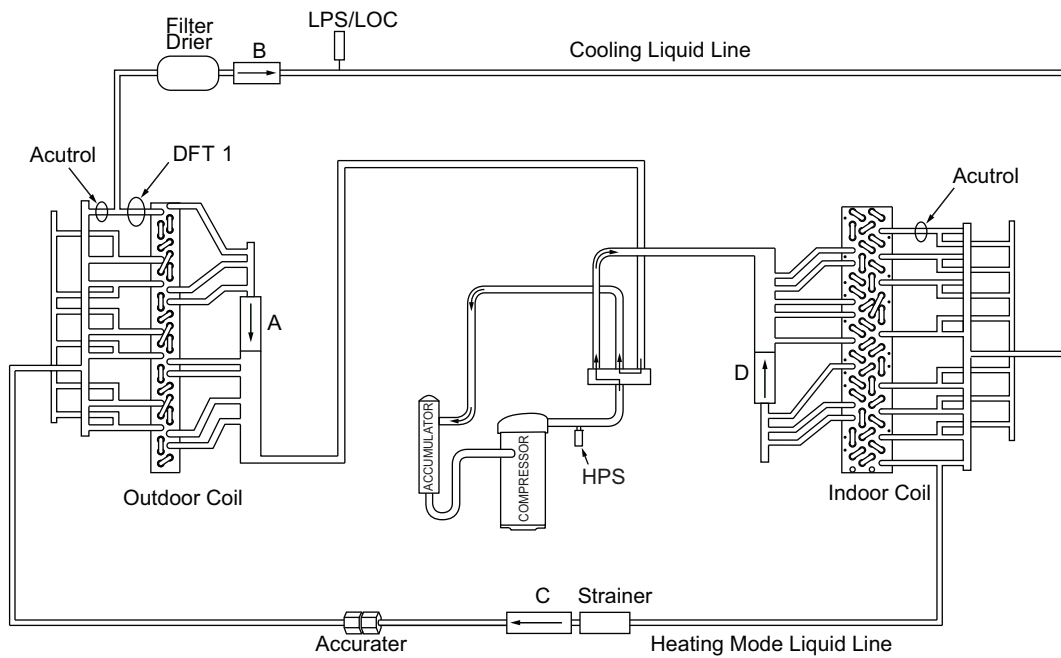 LPS/LOC
Filter
Drier
B
Cooling Liquid Line
Acutrol
DFT 1
Acutrol
A
D
ACCUMULATOR
COMPRESSOR
HPS
Outdoor Coil
Indoor Coil
C
Strainer
Accurater
Heating Mode Liquid Line